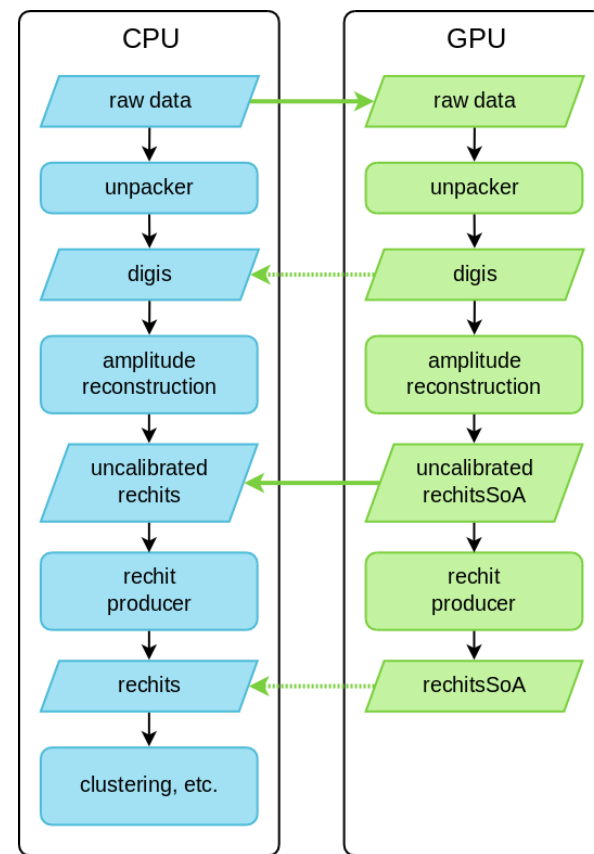 CPU
raw data
unpacker
digis
amplitude
reconstruction
uncalibrated
rechits
rechit
producer
rechits
clustering, etc.
GPU
raw data
unpacker
digis
amplitude
reconstruction
uncalibrated
rechitsSoA
rechit
producer
rechitsSoA